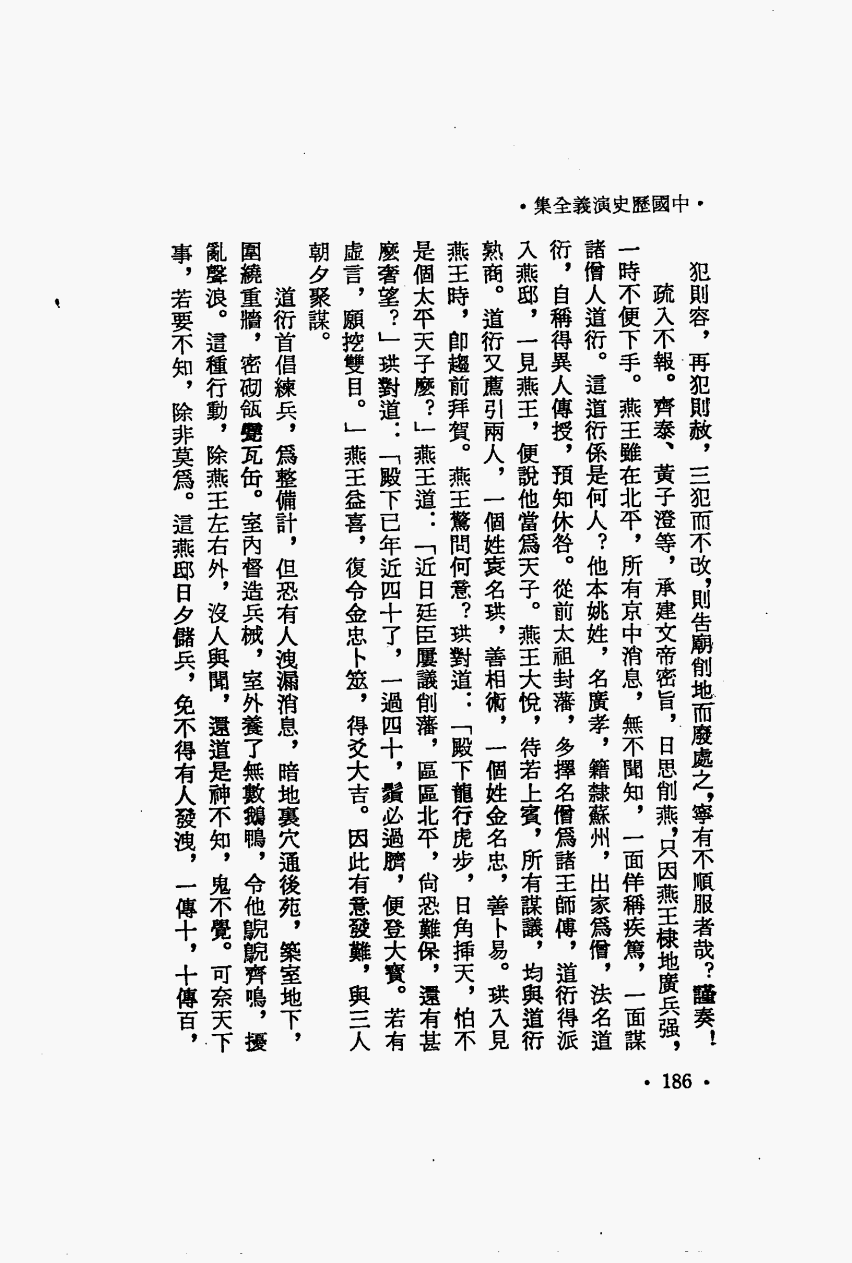 ·中國歷史演義全集·
犯則容，再犯則赦，三犯而不改，則告廟削地而廢處之，寧有不順服者哉？謹奏！
疏入不報。齊泰、黃子澄等，承建文帝密旨，日思削燕，只因燕王棣地廣兵强，
一時不便下手。燕王雖在北平，所有京中消息，無不聞知，一面佯稱疾篤，一面謀
諸僧人道衍。這道衍係是何人？他本姚姓，名廣孝，籍隸蘇州，出家爲僧，法名道
衍，自稱得異人傳授，預知休咎。從前太祖封藩，多擇名僧爲諸王師傅，道衍得派
入燕邸，一見燕王，便說他當爲天子。燕王大悅，待若上賓，所有謀議，均與道衍
熟商。道衍又薦引兩人，一個姓袁名珙，善相術，一個姓金名忠，善卜易。珙入見
燕王時，卽趨前拜賀。燕王驚問何意？珙對道：「殿下龍行虎步，日角揷天，怕不
是個太平天子麽？」燕王道：「近日廷臣屢議削藩，區區北平，尙恐難保，還有甚
麽奢望？」珙對道：「殿下已年近四十了，一過四十，鬚必過臍，便登大寶。若有
虛言，願挖雙目。」燕王益喜，復令金忠卜筮，得爻大吉。因此有意發難，與三人
朝夕聚謀。
道衍首倡練兵，爲整備計，但恐有人洩漏消息，暗地裏穴通後苑，築室地下，
圍繞重牆，密砌瓴甓瓦缶。室內督造兵械，室外養了無數鵝鴨，令他鶃鶃齊鳴，擾
亂聲浪。這種行動，除燕王左右外，沒人與聞，還道是神不知，鬼不覺。可奈天下
事，若要不知，除非莫爲。這燕邸日夕儲兵，免不得有人發洩，一傳十，十傳百，
·186·